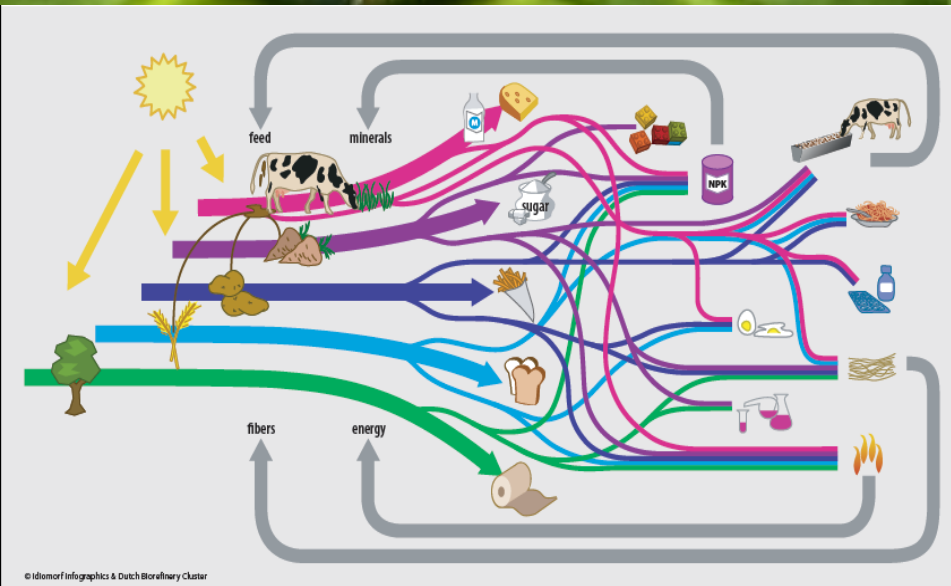 feed
minerals
M
NPK
sugar
fibers
energy
© Idiomorf Infographics & Dutch Biorefinery Cluster